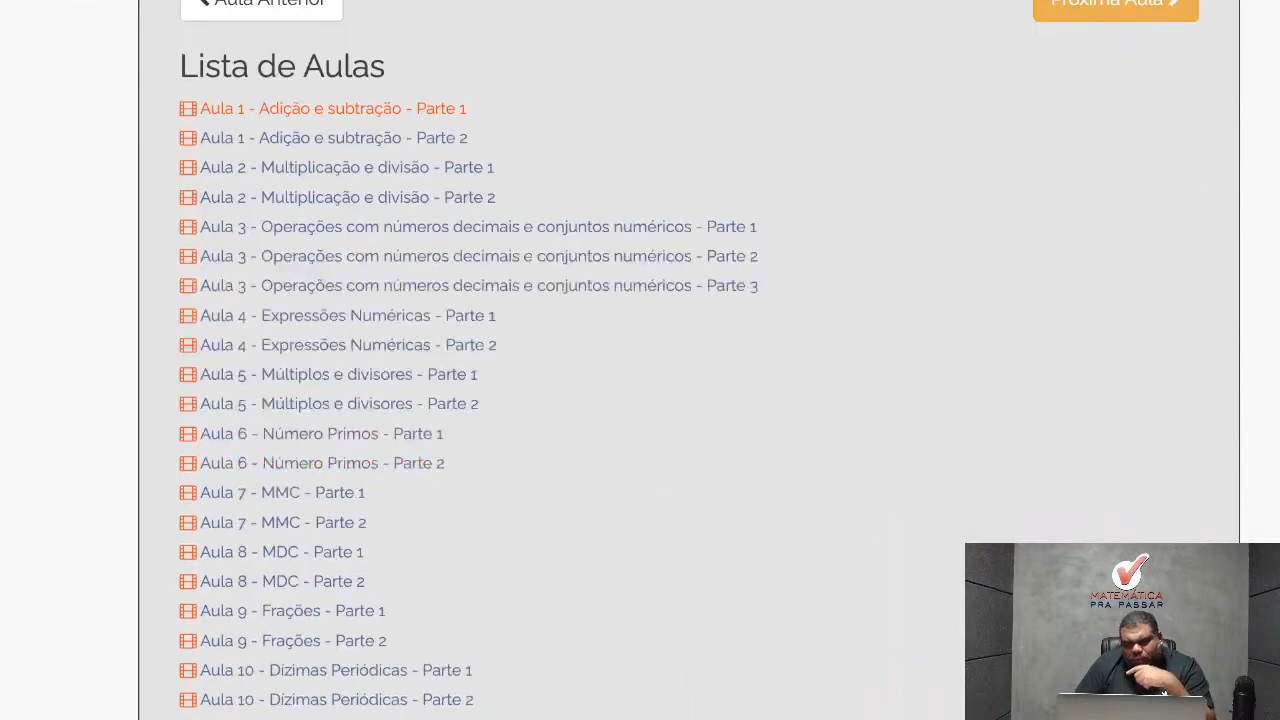 Aula Anterior
Próxima Aula
Lista de Aulas
Aula 1 - Adição e subtração - Parte 1
Aula 1 - Adição e subtração - Parte 2
Aula 2 - Multiplicação e divisão - Parte 1
Aula 2 - Multiplicação e divisão - Parte 2
Aula 3 - Operações com números decimais e conjuntos numéricos - Parte 1
Aula 3 - Operações com números decimais e conjuntos numéricos - Parte 2
Aula 3 - Operações com números decimais e conjuntos numéricos - Parte 3
Aula 4 - Expressões Numéricas - Parte 1
Aula 4 - Expressões Numéricas - Parte 2
Aula 5 - Múltiplos e divisores - Parte 1
Aula 5 - Múltiplos e divisores - Parte 2
Aula 6 - Número Primos - Parte 1
Aula 6 - Número Primos - Parte 2
Aula 7 - MMC - Parte 1
Aula 7 - MMC - Parte 2
Aula 8 - MDC - Parte 1
Aula 8 - MDC - Parte 2
Aula 9 - Frações - Parte 1
Aula 9 - Frações - Parte 2
Aula 10 - Dízimas Periódicas - Parte 1
Aula 10 - Dízimas Periódicas - Parte 2
MATEMÁTICA
PRA PASSAR